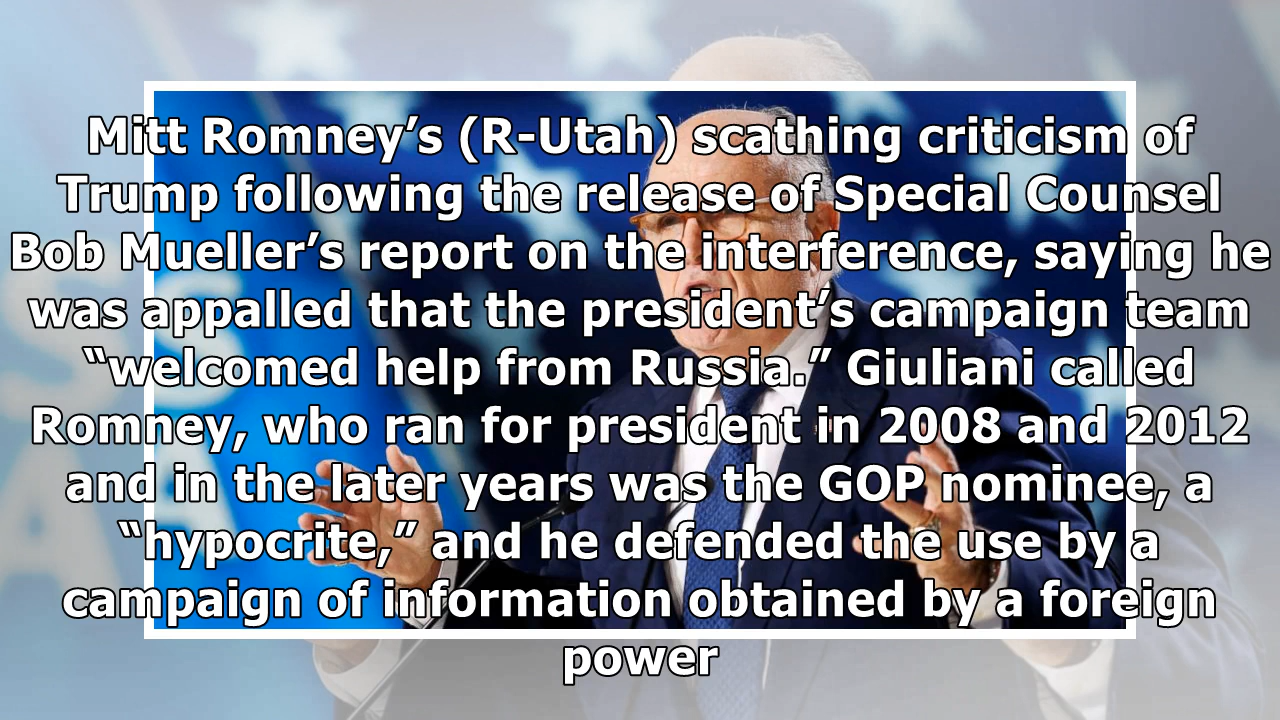 Mitt Romney’s (R-Utah) scathing criticism of
Trump following the release of Special Counsel
Bob Mueller’s report on the interference, saying he
was appalled that the president’s campaign team
“welcomed help from Russia.” Giuliani called
Romney, who ran for president in 2008 and 2012
and in the later years was the GOP nominee, a
“hypocrite,” and he defended the use by a
campaign of information obtained by a foreign
power